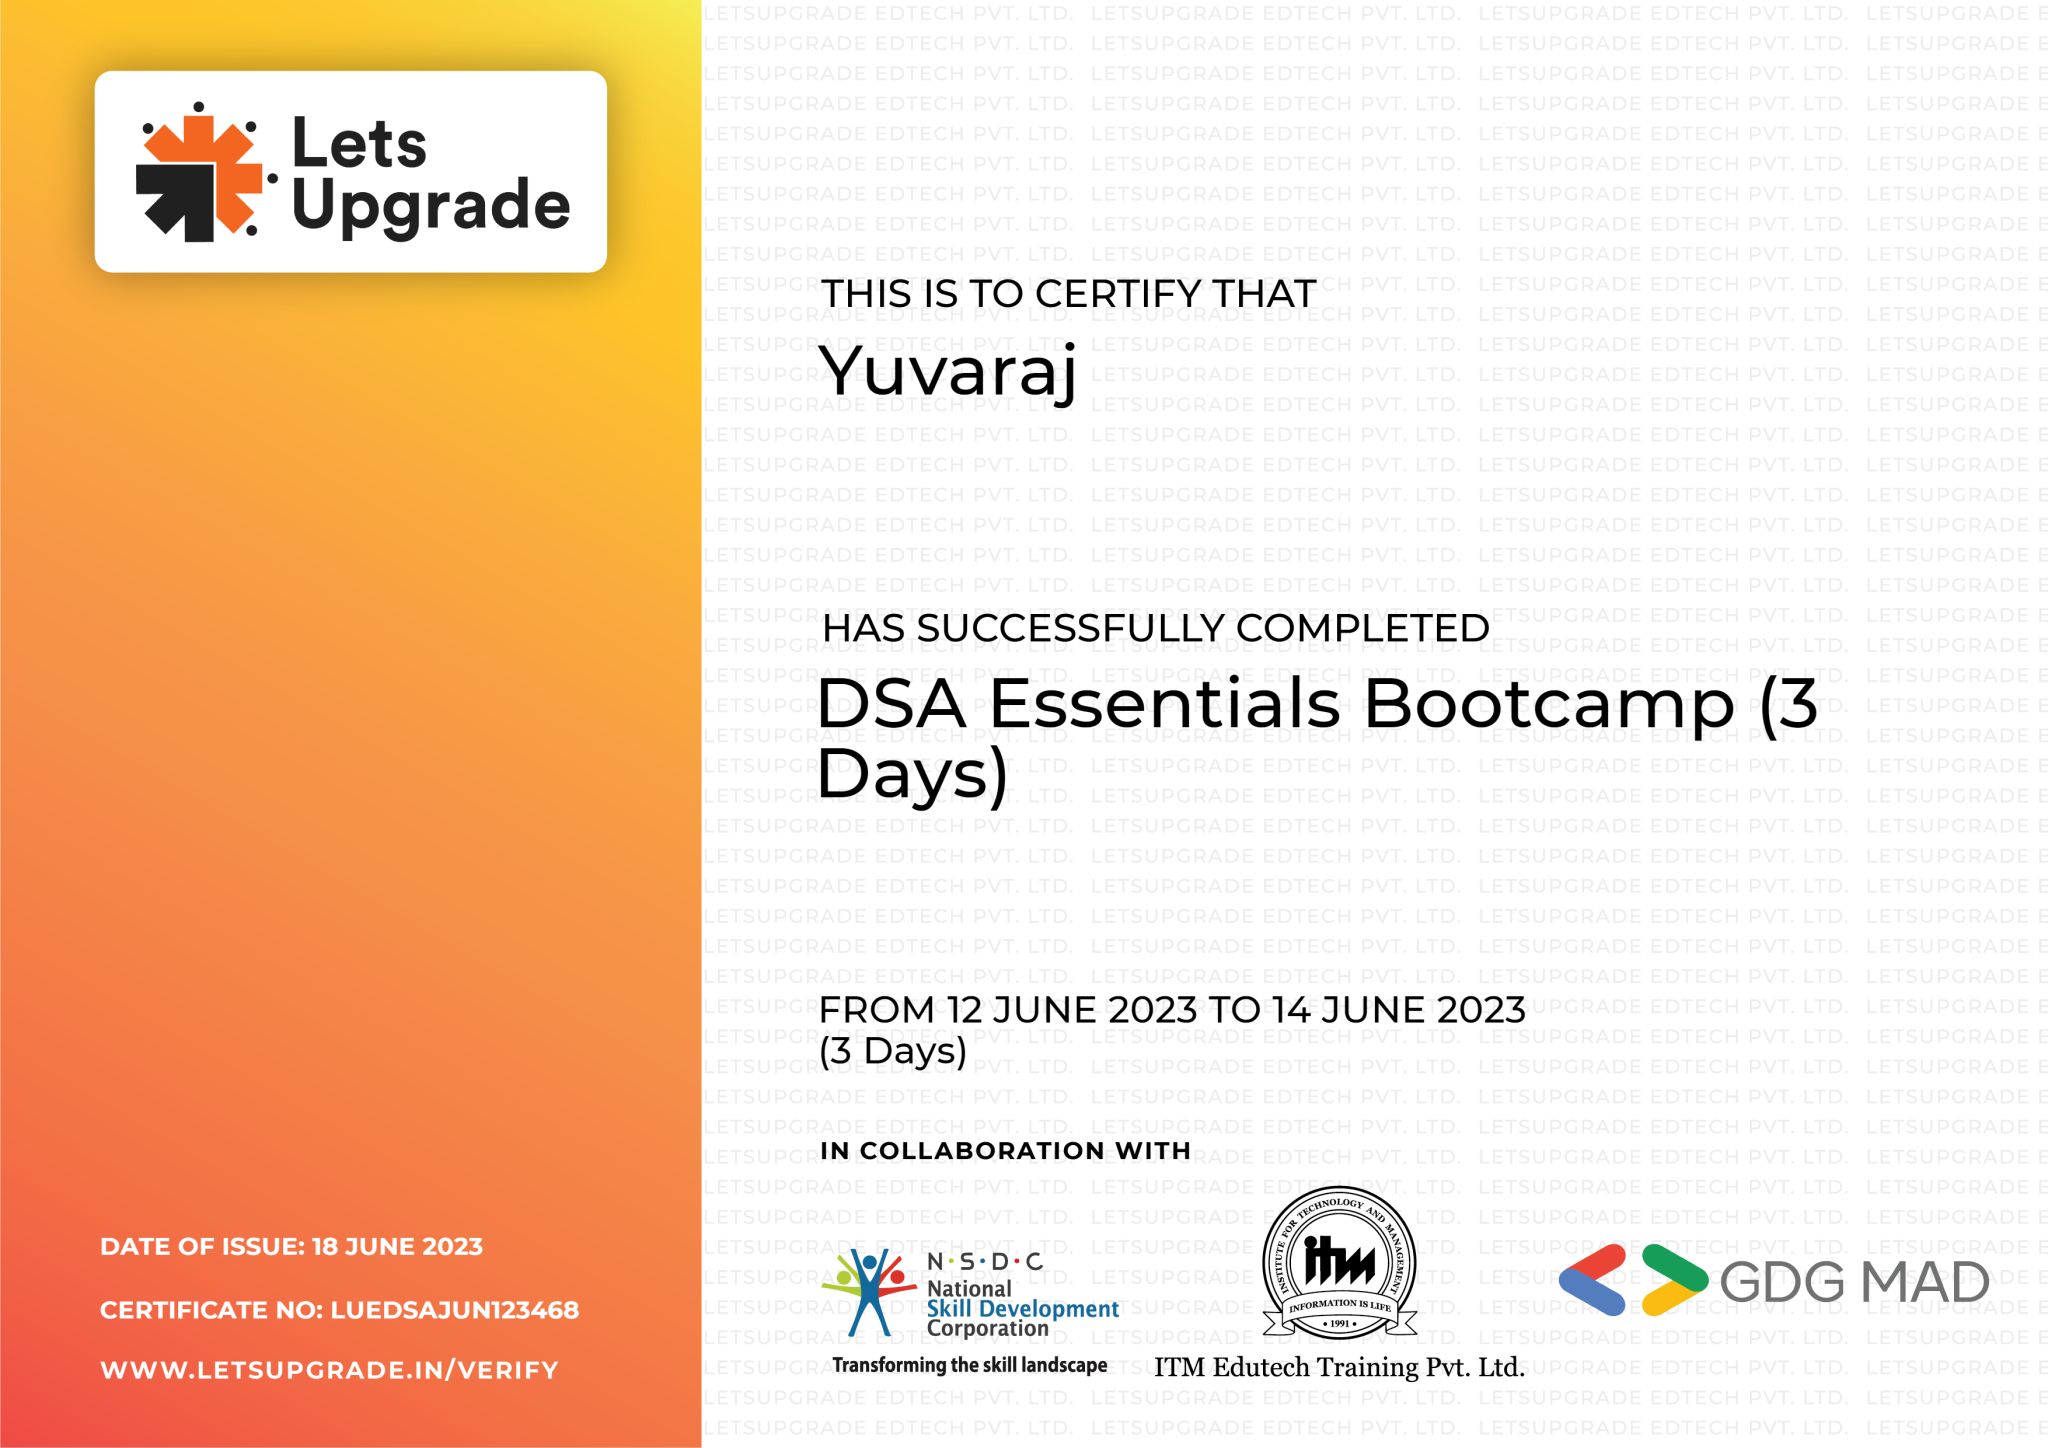 Lets
Upgrade
THIS IS TO CERTIFY THAT
Yuvaraj
HAS SUCCESSFULLY COMPLETED
DSA Essentials Bootcamp (3
Days)
FROM 12 JUNE 2023 TO 14 JUNE 2023
(3 Days)
IN COLLABORATION WITH
N·S·D·C
National
Skill Development
Corporation
Transforming the skill landscape
INSTITUTE FOR TECHNOLOGY AND MANAGEMENT
itm
INFORMATION IS LIFE
• 1991 •
ITM Edutech Training Pvt. Ltd.
GDG MAD
DATE OF ISSUE: 18 JUNE 2023
CERTIFICATE NO: LUEDSAJUN123468
WWW.LETSUPGRADE.IN/VERIFY
LETSUPGRADE EDTECH PVT. LTD.